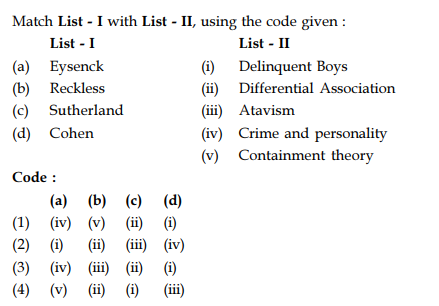 Match List - I with List - II, using the code given :
List - I List - II
(a) Eysenck (i) Delinquent Boys
(b) Reckless (ii) Differential Association
(c) Sutherland (iii) Atavism
(d) Cohen (iv) Crime and personality
(v) Containment theory
Code :
(a) (b) (c) (d)
(1) (iv) (v) (ii) (i)
(2) (i) (ii) (iii) (iv)
(3) (iv) (iii) (ii) (i)
(4) (v) (ii) (i) (iii)